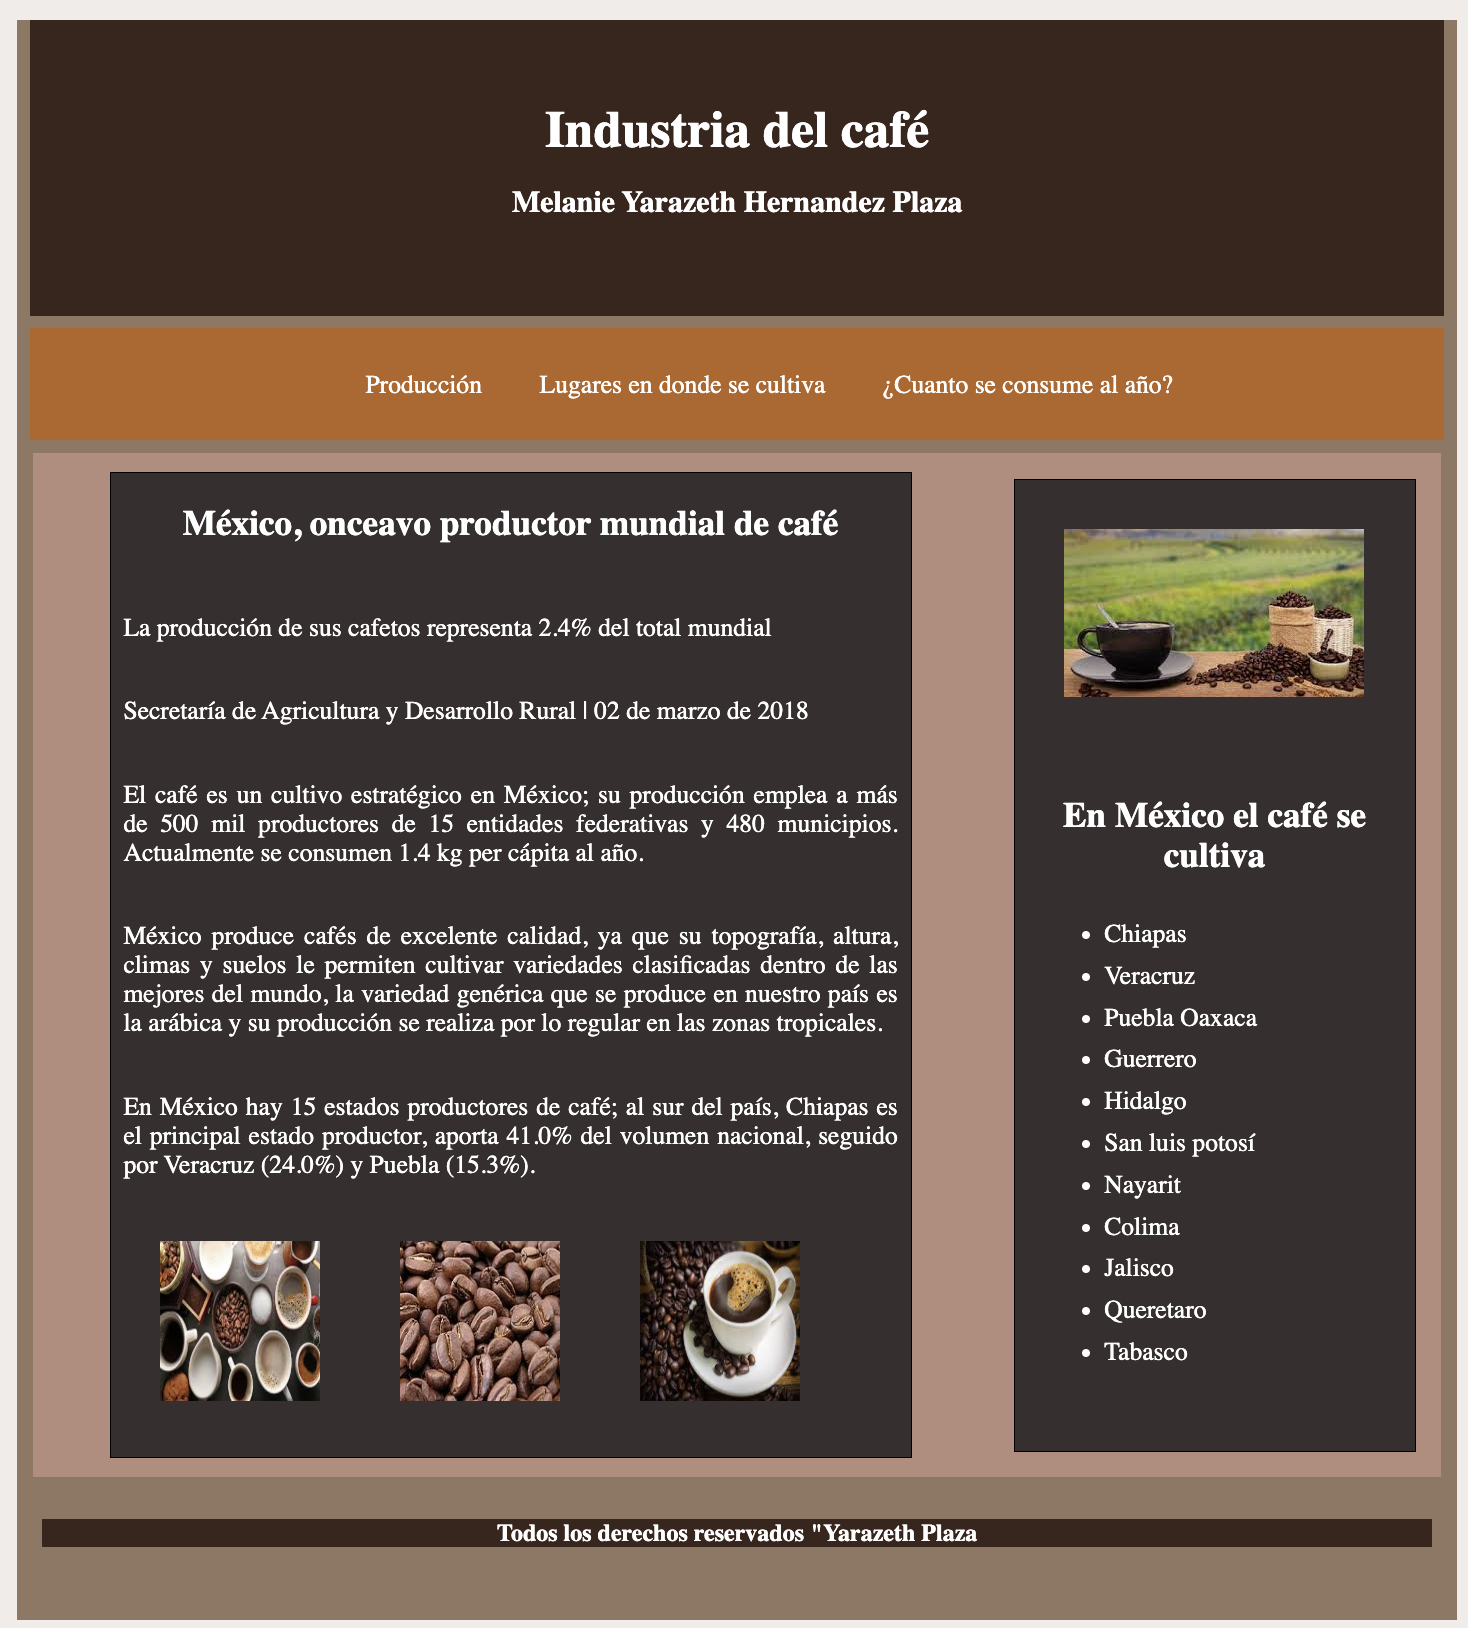 Industria del café
Melanie Yarazeth Hernandez Plaza
Producción Lugares en donde se cultiva ¿Cuanto se consume al año?
México, onceavo productor mundial de café
La producción de sus cafetos representa 2.4% del total mundial
Secretaría de Agricultura y Desarrollo Rural | 02 de marzo de 2018
El café es un cultivo estratégico en México; su producción emplea a más
de 500 mil productores de 15 entidades federativas y 480 municipios.
Actualmente se consumen 1.4 kg per cápita al año.
México produce cafés de excelente calidad, ya que su topografía, altura,
climas y suelos le permiten cultivar variedades clasificadas dentro de las
mejores del mundo, la variedad genérica que se produce en nuestro país es
la arábica y su producción se realiza por lo regular en las zonas tropicales.
En México hay 15 estados productores de café; al sur del país, Chiapas es
el principal estado productor, aporta 41.0% del volumen nacional, seguido
por Veracruz (24.0%) y Puebla (15.3%).
En México el café se
cultiva
• Chiapas
• Veracruz
• Puebla Oaxaca
• Guerrero
• Hidalgo
• San luis potosí
• Nayarit
• Colima
• Jalisco
• Queretaro
• Tabasco
Todos los derechos reservados "Yarazeth Plaza